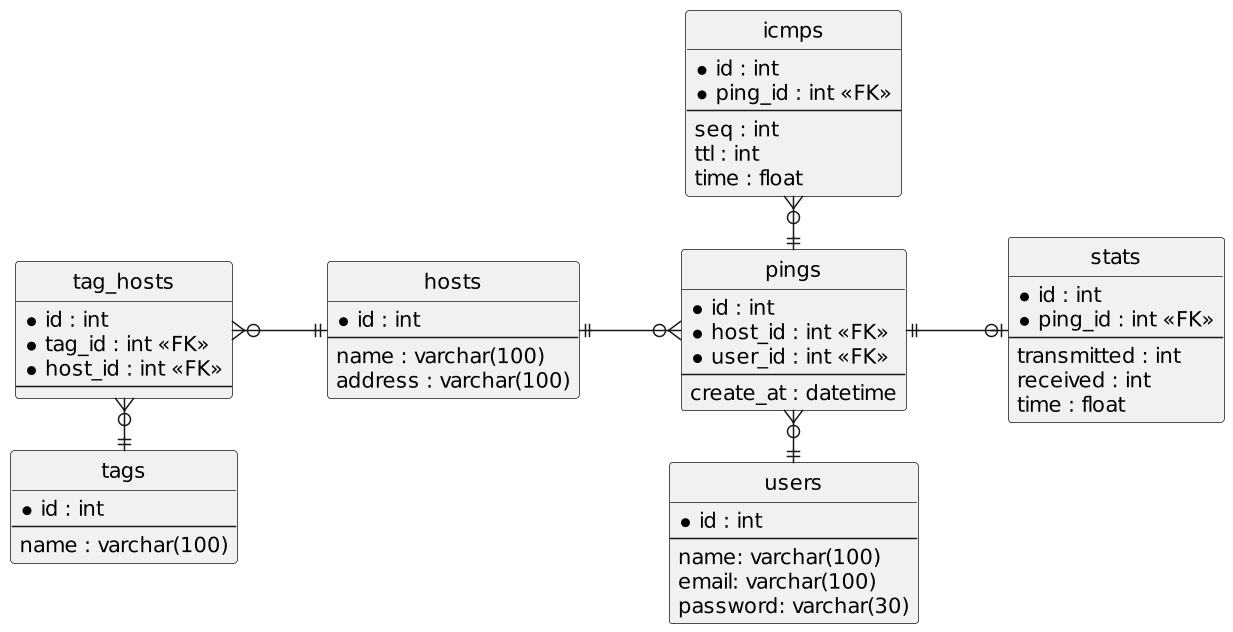 icmps
* id : int
* ping_id : int «FK»
seq : int
ttl : int
time : float
tag_hosts
* id : int
* tag_id : int «FK»
* host_id : int «FK»
hosts
* id : int
name : varchar(100)
address : varchar(100)
pings
* id : int
* host_id : int «FK»
* user_id : int «FK»
create_at : datetime
stats
* id : int
* ping_id : int «FK»
transmitted : int
received : int
time : float
tags
* id : int
name : varchar(100)
users
* id : int
name: varchar(100)
email: varchar(100)
password: varchar(30)